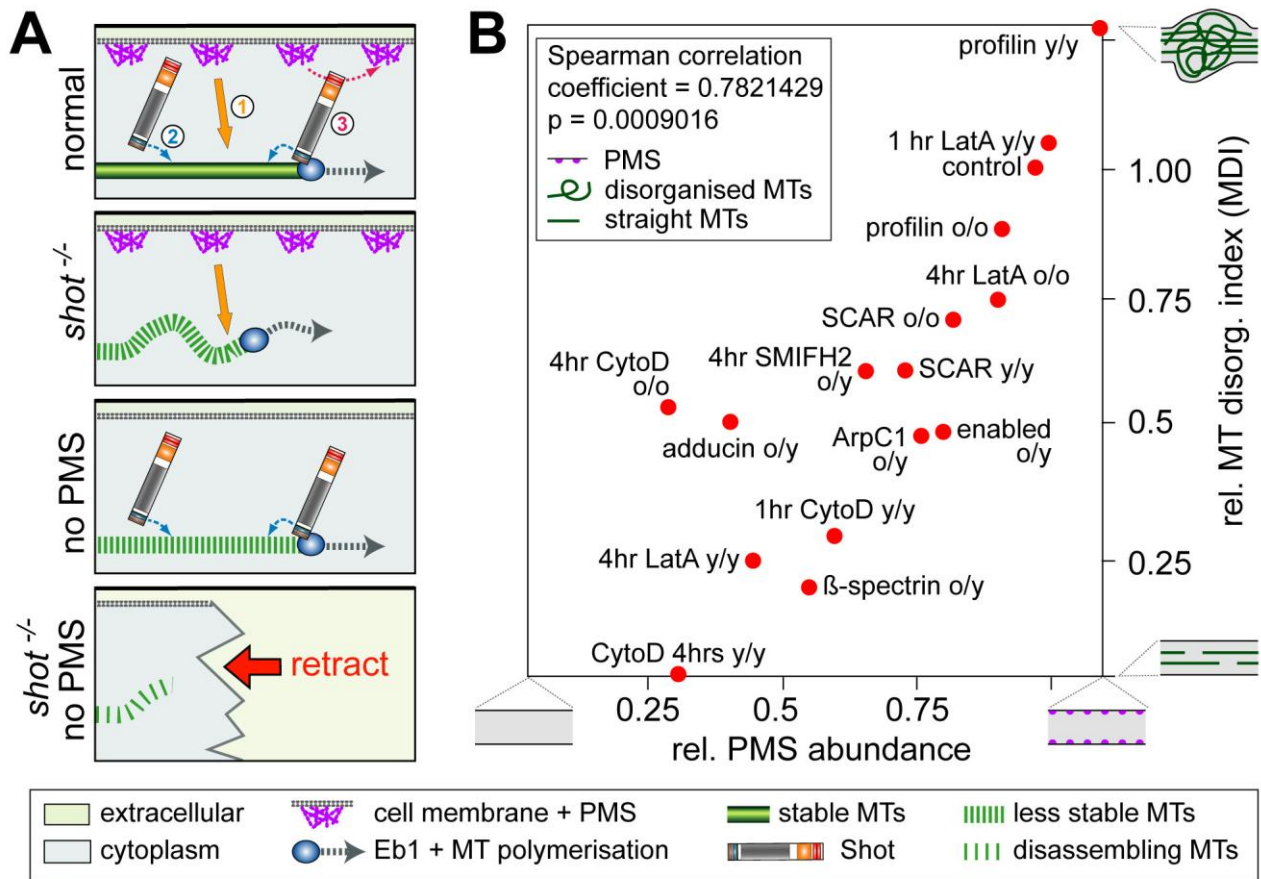 A
B
normal
1
2
3
shot -/-
no PMS
shot -/-
no PMS
retract
Spearman correlation
coefficient = 0.7821429
p = 0.0009016
PMS
disorganised MTs
straight MTs
profilin y/y
1 hr LatA y/y
control
profilin o/o
4hr LatA o/o
SCAR o/o
4hr SMIFH2
o/y
SCAR y/y
4hr CytoD
o/o
adducin o/y
ArpC1
o/y
enabled
o/y
1hr CytoD y/y
4hr LatA y/y
ß-spectrin o/y
CytoD 4hrs y/y
1.00
0.75
0.5
0.25
rel. MT disorg. index (MDI)
0.25
0.5
0.75
rel. PMS abundance
extracellular
cell membrane + PMS
stable MTs
less stable MTs
cytoplasm
Eb1 + MT polymerisation
Shot
disassembling MTs